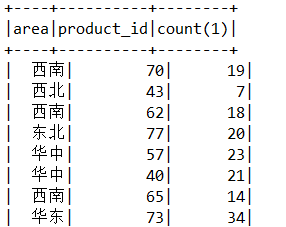 +----+----------+--------+
|area|product_id|count(1)|
+----+----------+--------+
|  西南|        70|      19|
|  西北|        43|       7|
|  西南|        62|      18|
|  东北|        77|      20|
|  华中|        57|      23|
|  华中|        40|      21|
|  西南|        65|      14|
|  华东|        73|      34|